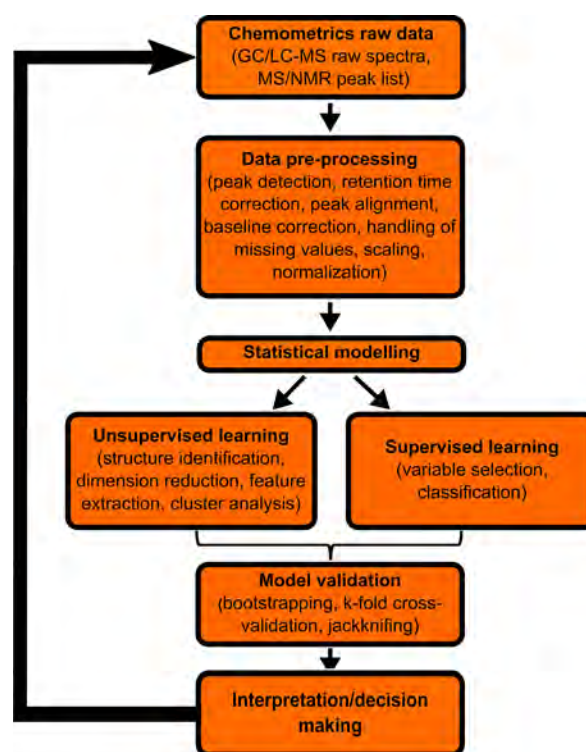 Chemometrics raw data
(GC/LC-MS raw spectra,
MS/NMR peak list)
Data pre-processing
(peak detection, retention time
correction, peak alignment,
baseline correction, handling of
missing values, scaling,
normalization)
Statistical modelling
Unsupervised learning
(structure identification,
dimension reduction, feature
extraction, cluster analysis)
Supervised learning
(variable selection,
classification)
Model validation
(bootstrapping, k-fold cross-
validation, jackknifing)
Interpretation/decision
making